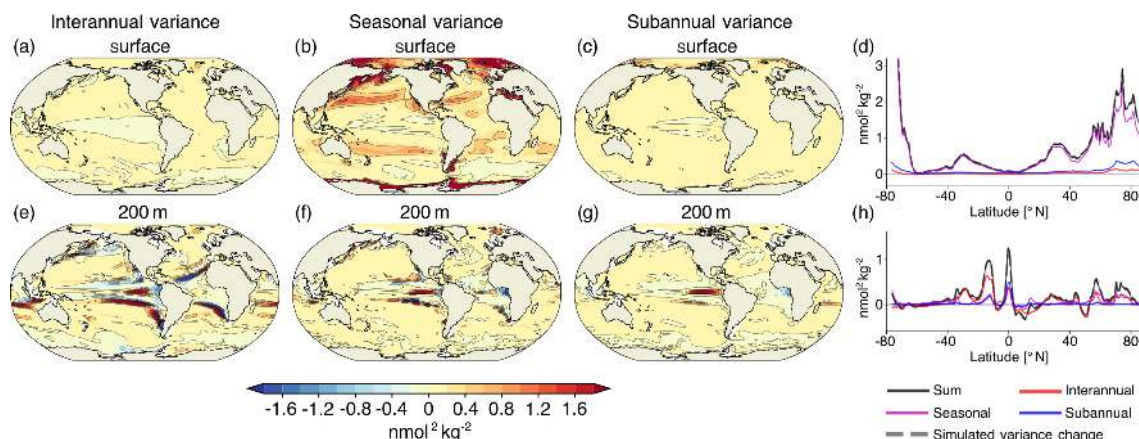 Interannual variance
Seasonal variance
Subannual variance
(a) surface
(b) surface
(c) surface
(d)
3
2
1
0
nmol² kg⁻²
-80 -40 0 40 80
Latitude [° N]
(e) 200 m
(f) 200 m
(g) 200 m
(h)
1
0
nmol² kg⁻²
-80 -40 0 40 80
Latitude [° N]
-1.6 -1.2 -0.8 -0.4 0 0.4 0.8 1.2 1.6
nmol² kg⁻²
Sum Interannual
Seasonal Subannual
Simulated variance change